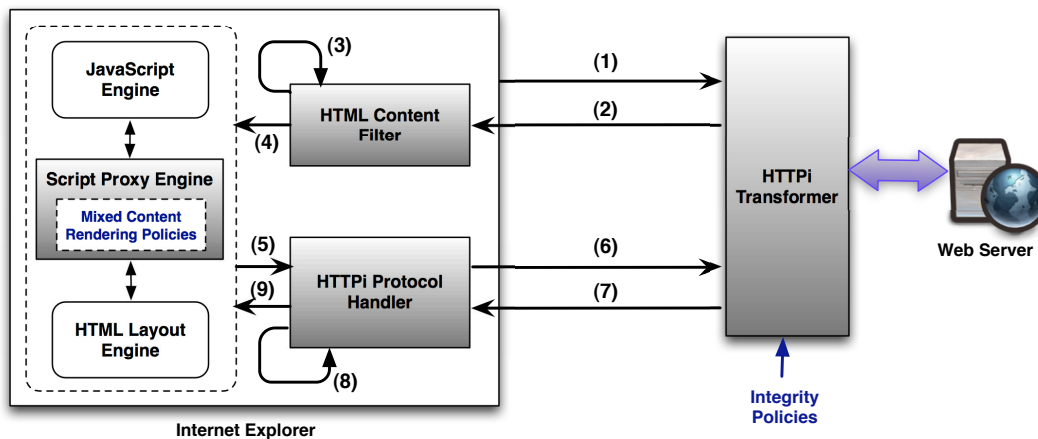 JavaScript
Engine
Script Proxy Engine
Mixed Content
Rendering Policies
HTML Layout
Engine
(3)
HTML Content
Filter
(4)
(1)
(2)
(5)
(9)
HTTPi Protocol
Handler
(8)
(6)
(7)
HTTPi
Transformer
Web Server
Integrity
Policies
Internet Explorer